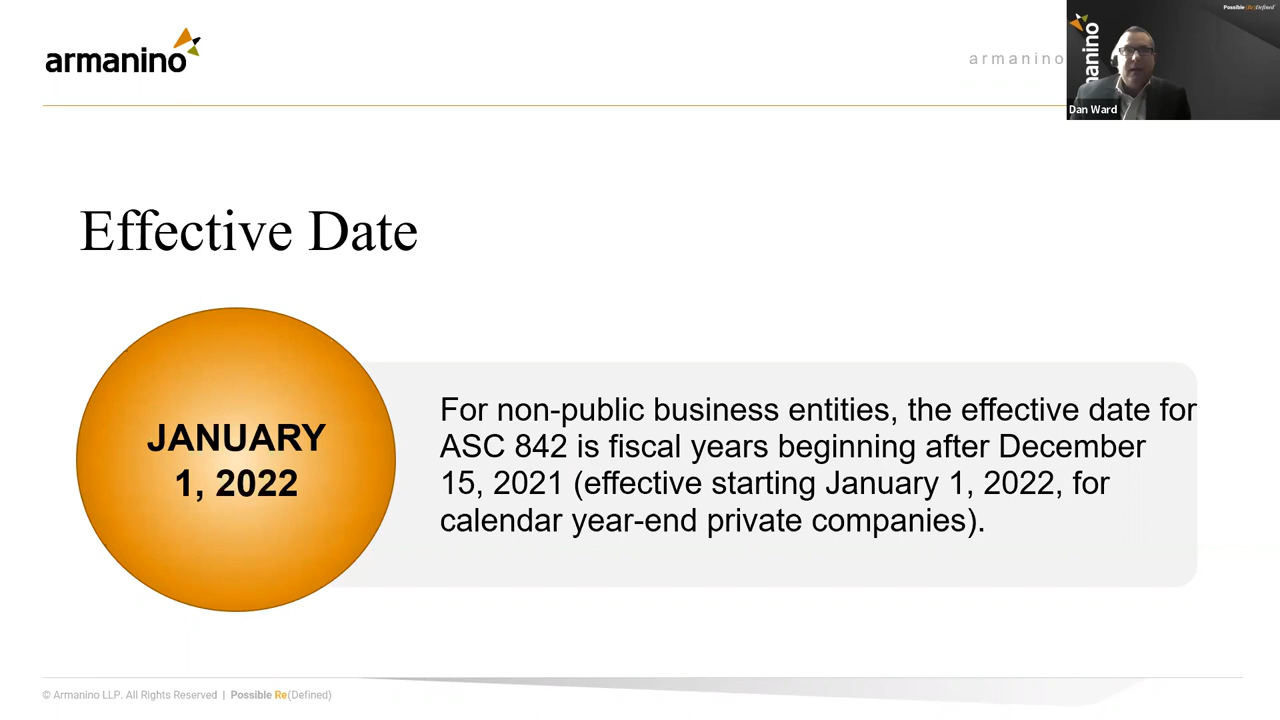 armanino
armanino
Possible (Re)Defined
anino
Dan Ward
Effective Date
JANUARY
1, 2022
For non-public business entities, the effective date for
ASC 842 is fiscal years beginning after December
15, 2021 (effective starting January 1, 2022, for
calendar year-end private companies).
© Armanino LLP. All Rights Reserved | Possible Re(Defined)